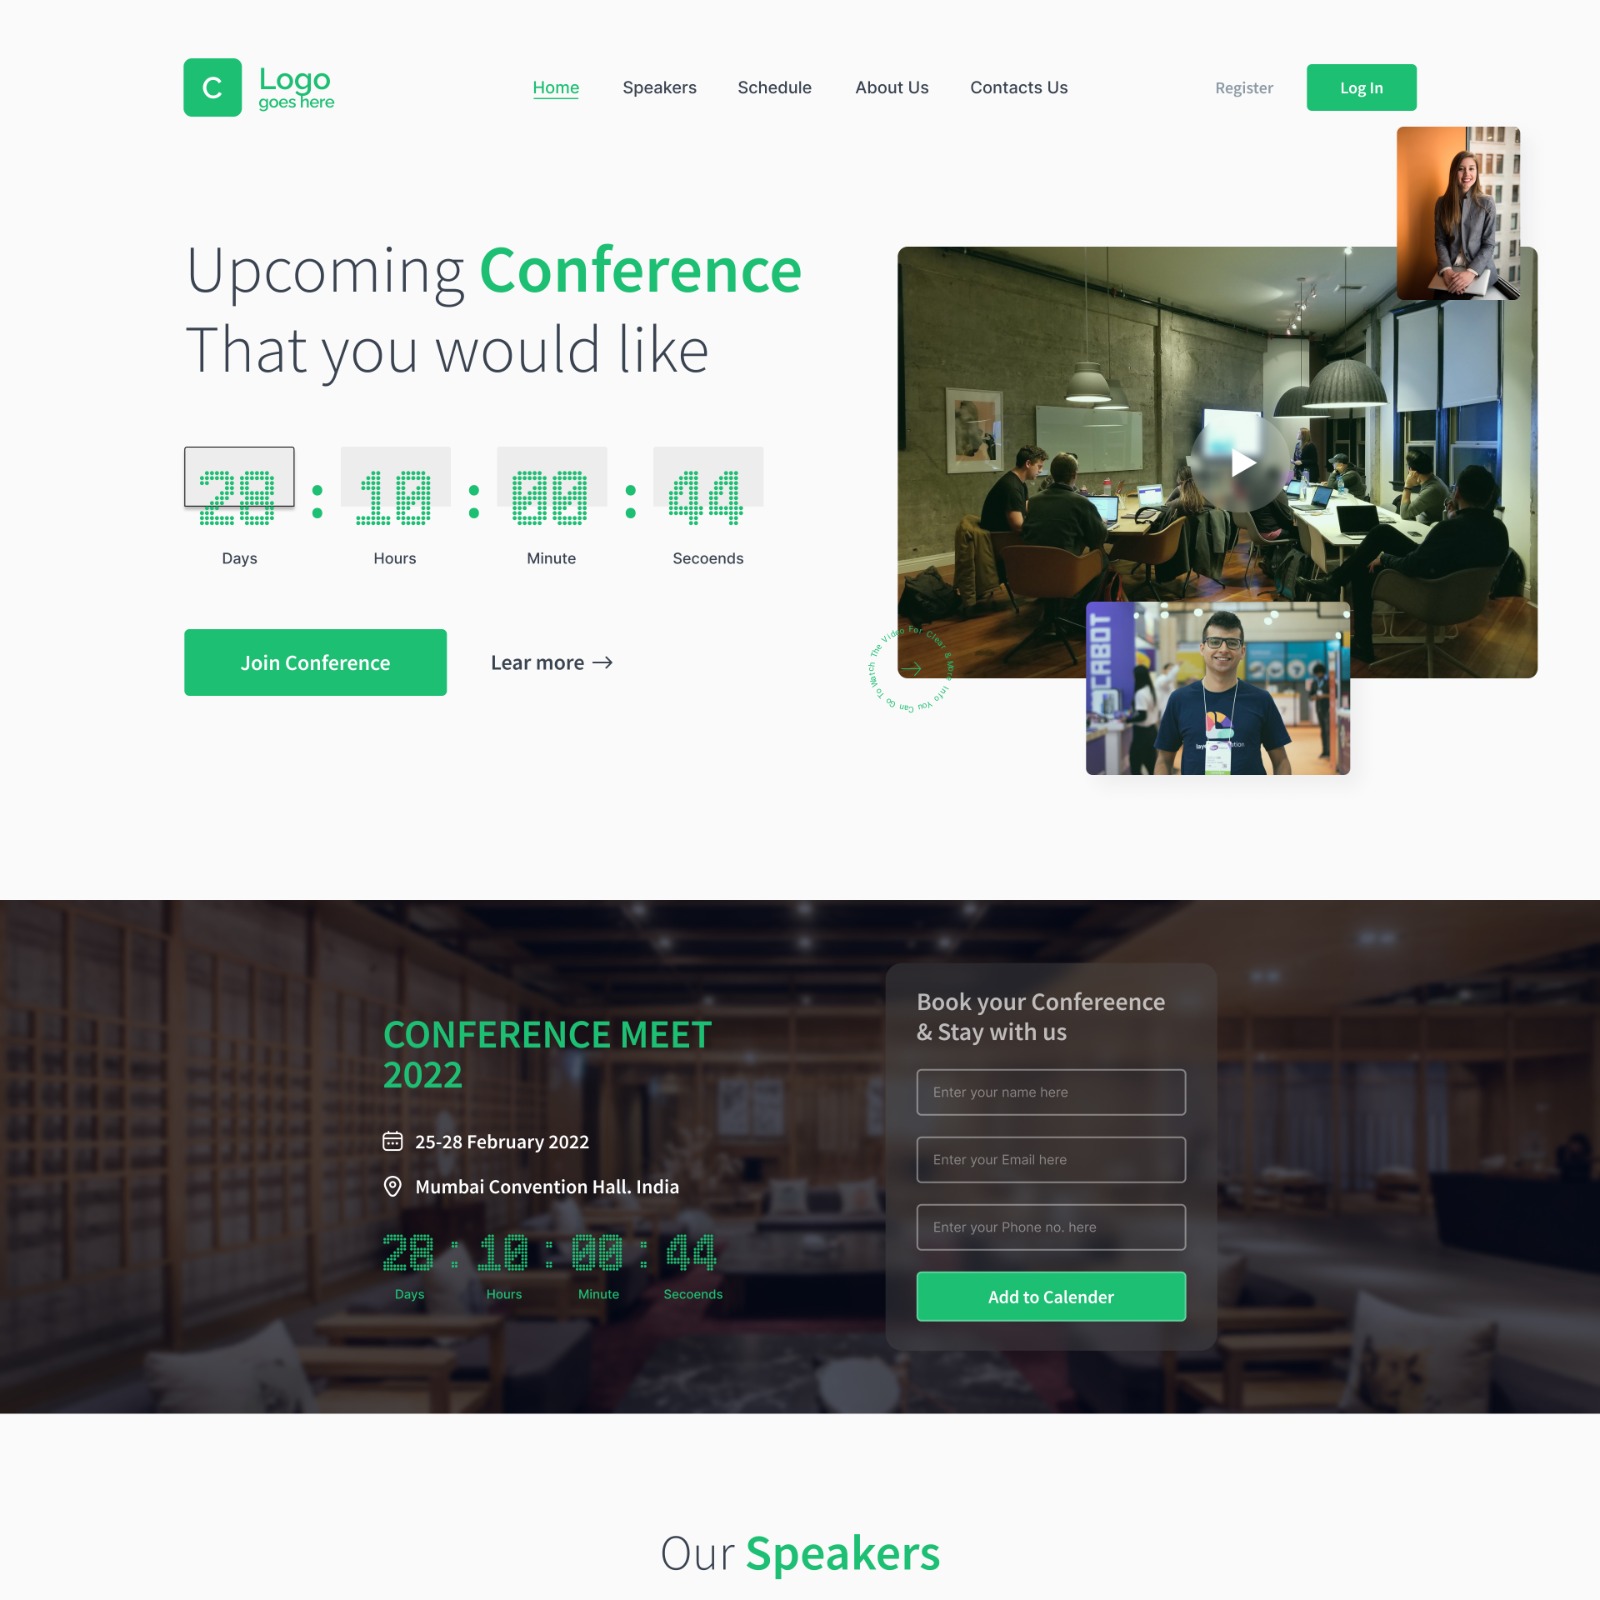 C
Logo
goes here
Home
Speakers
Schedule
About Us
Contacts Us
Register
Log In
Upcoming Conference
That you would like
28 : 10 : 00 : 44
Days
Hours
Minute
Secoends
Join Conference
Lear more →
Go To Watch The Video For Clear & More Info You Can
CABOT
CONFERENCE MEET
2022
25-28 February 2022
Mumbai Convention Hall. India
28 : 10 : 00 : 44
Days
Hours
Minute
Secoends
Book your Confereence
& Stay with us
Enter your name here
Enter your Email here
Enter your Phone no. here
Add to Calender
Our Speakers